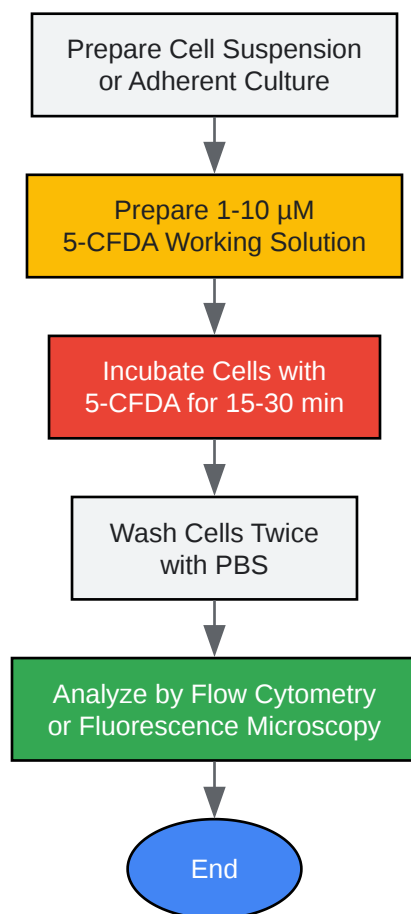 Prepare Cell Suspension
or Adherent Culture
Prepare 1-10 µM
5-CFDA Working Solution
Incubate Cells with
5-CFDA for 15-30 min
Wash Cells Twice
with PBS
Analyze by Flow Cytometry
or Fluorescence Microscopy
End